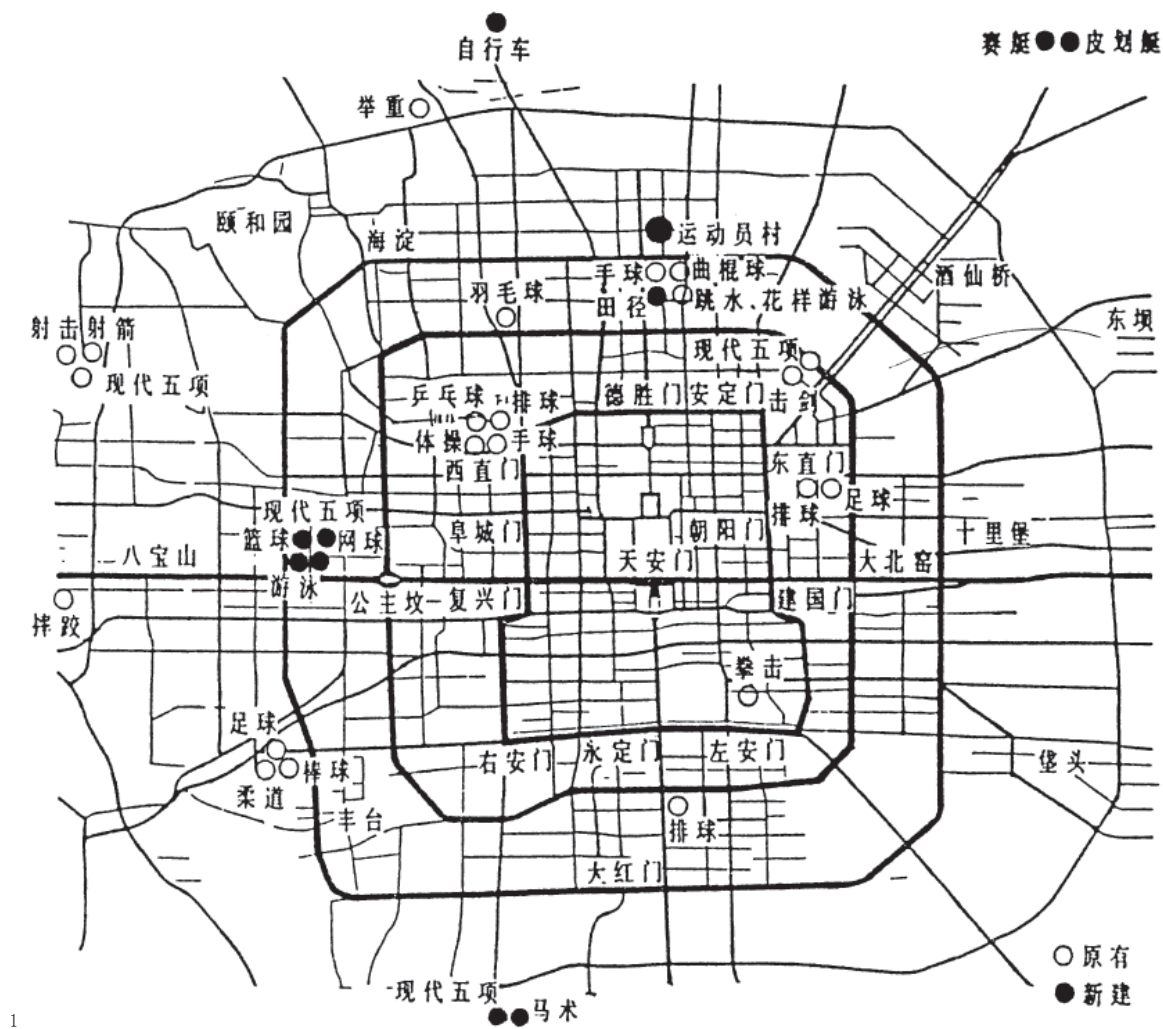 自行车
赛艇 皮划艇
举重
颐和园
海淀
运动员村
手球 曲棍球
田径 跳水、花样游泳
羽毛球
酒仙桥
东坝
射击射箭
现代五项
现代五项
击剑
乒乓球 排球
德胜门 安定门
体操 手球
西直门
东直门
排球
足球
现代五项
篮球 网球
游泳
阜城门
朝阳门
天安门
十里堡
大北窑
八宝山
公主坟 复兴门
建国门
摔跤
拳击
足球
棒球
柔道
丰台
右安门
永定门
左安门
垡头
排球
大红门
现代五项
马术
原有
新建
1